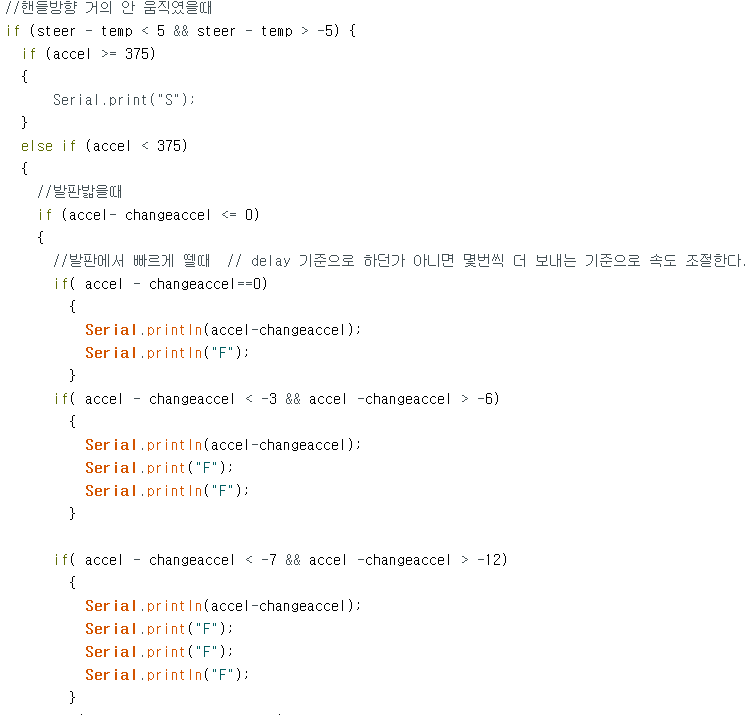 //핸들방향 거의 안 움직였을때
if (steer - temp < 5 && steer - temp > -5) {
if (accel >= 375)
{
Serial.print("S");
}
else if (accel < 375)
{
//발판밟을때
if (accel- changeaccel <= 0)
{
//발판에서 빠르게 뗄때 // delay 기준으로 하던가 아니면 몇번씩 더 보내는 기준으로 속도 조절한다.
if( accel - changeaccel==0)
{
Serial.println(accel-changeaccel);
Serial.println("F");
}
if( accel - changeaccel < -3 && accel -changeaccel > -6)
{
Serial.println(accel-changeaccel);
Serial.print("F");
Serial.println("F");
}
if( accel - changeaccel < -7 && accel -changeaccel > -12)
{
Serial.println(accel-changeaccel);
Serial.print("F");
Serial.print("F");
Serial.println("F");
}